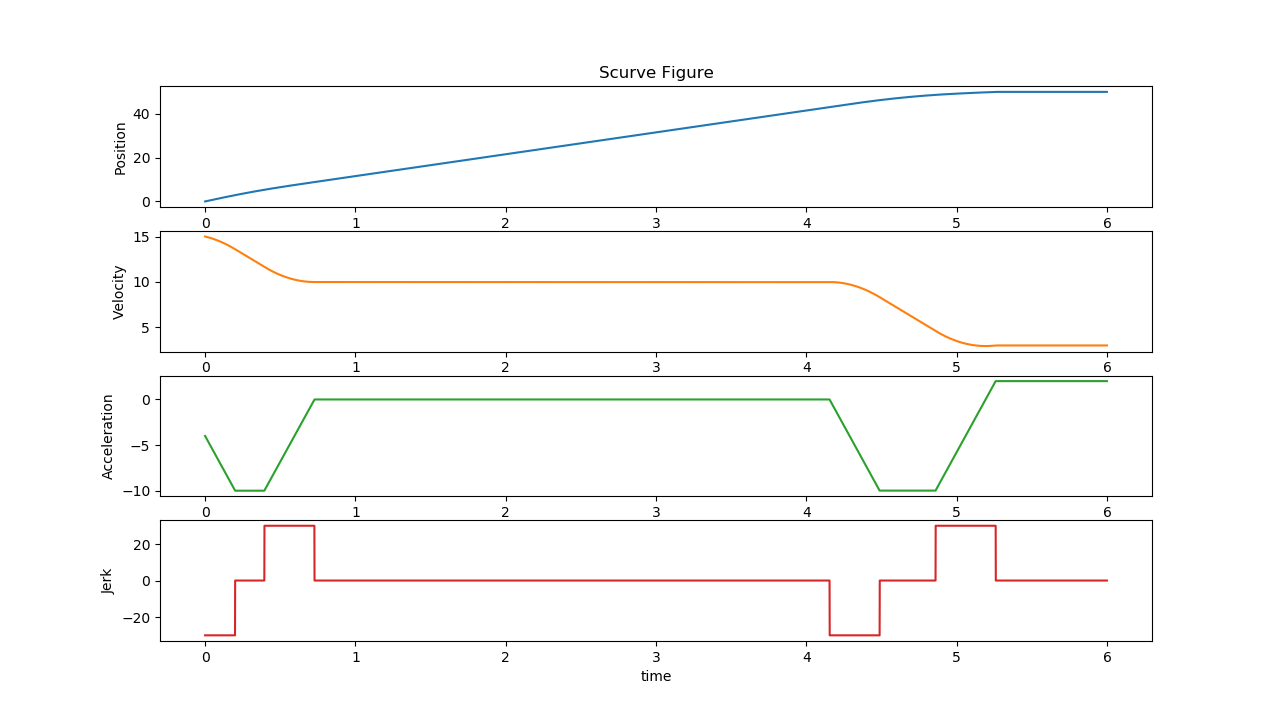 Scurve Figure
Position
40
20
0
0 1 2 3 4 5 6
Velocity
15
10
5
0 1 2 3 4 5 6
Acceleration
0
−5
−10
0 1 2 3 4 5 6
Jerk
20
0
−20
0 1 2 3 4 5 6
time